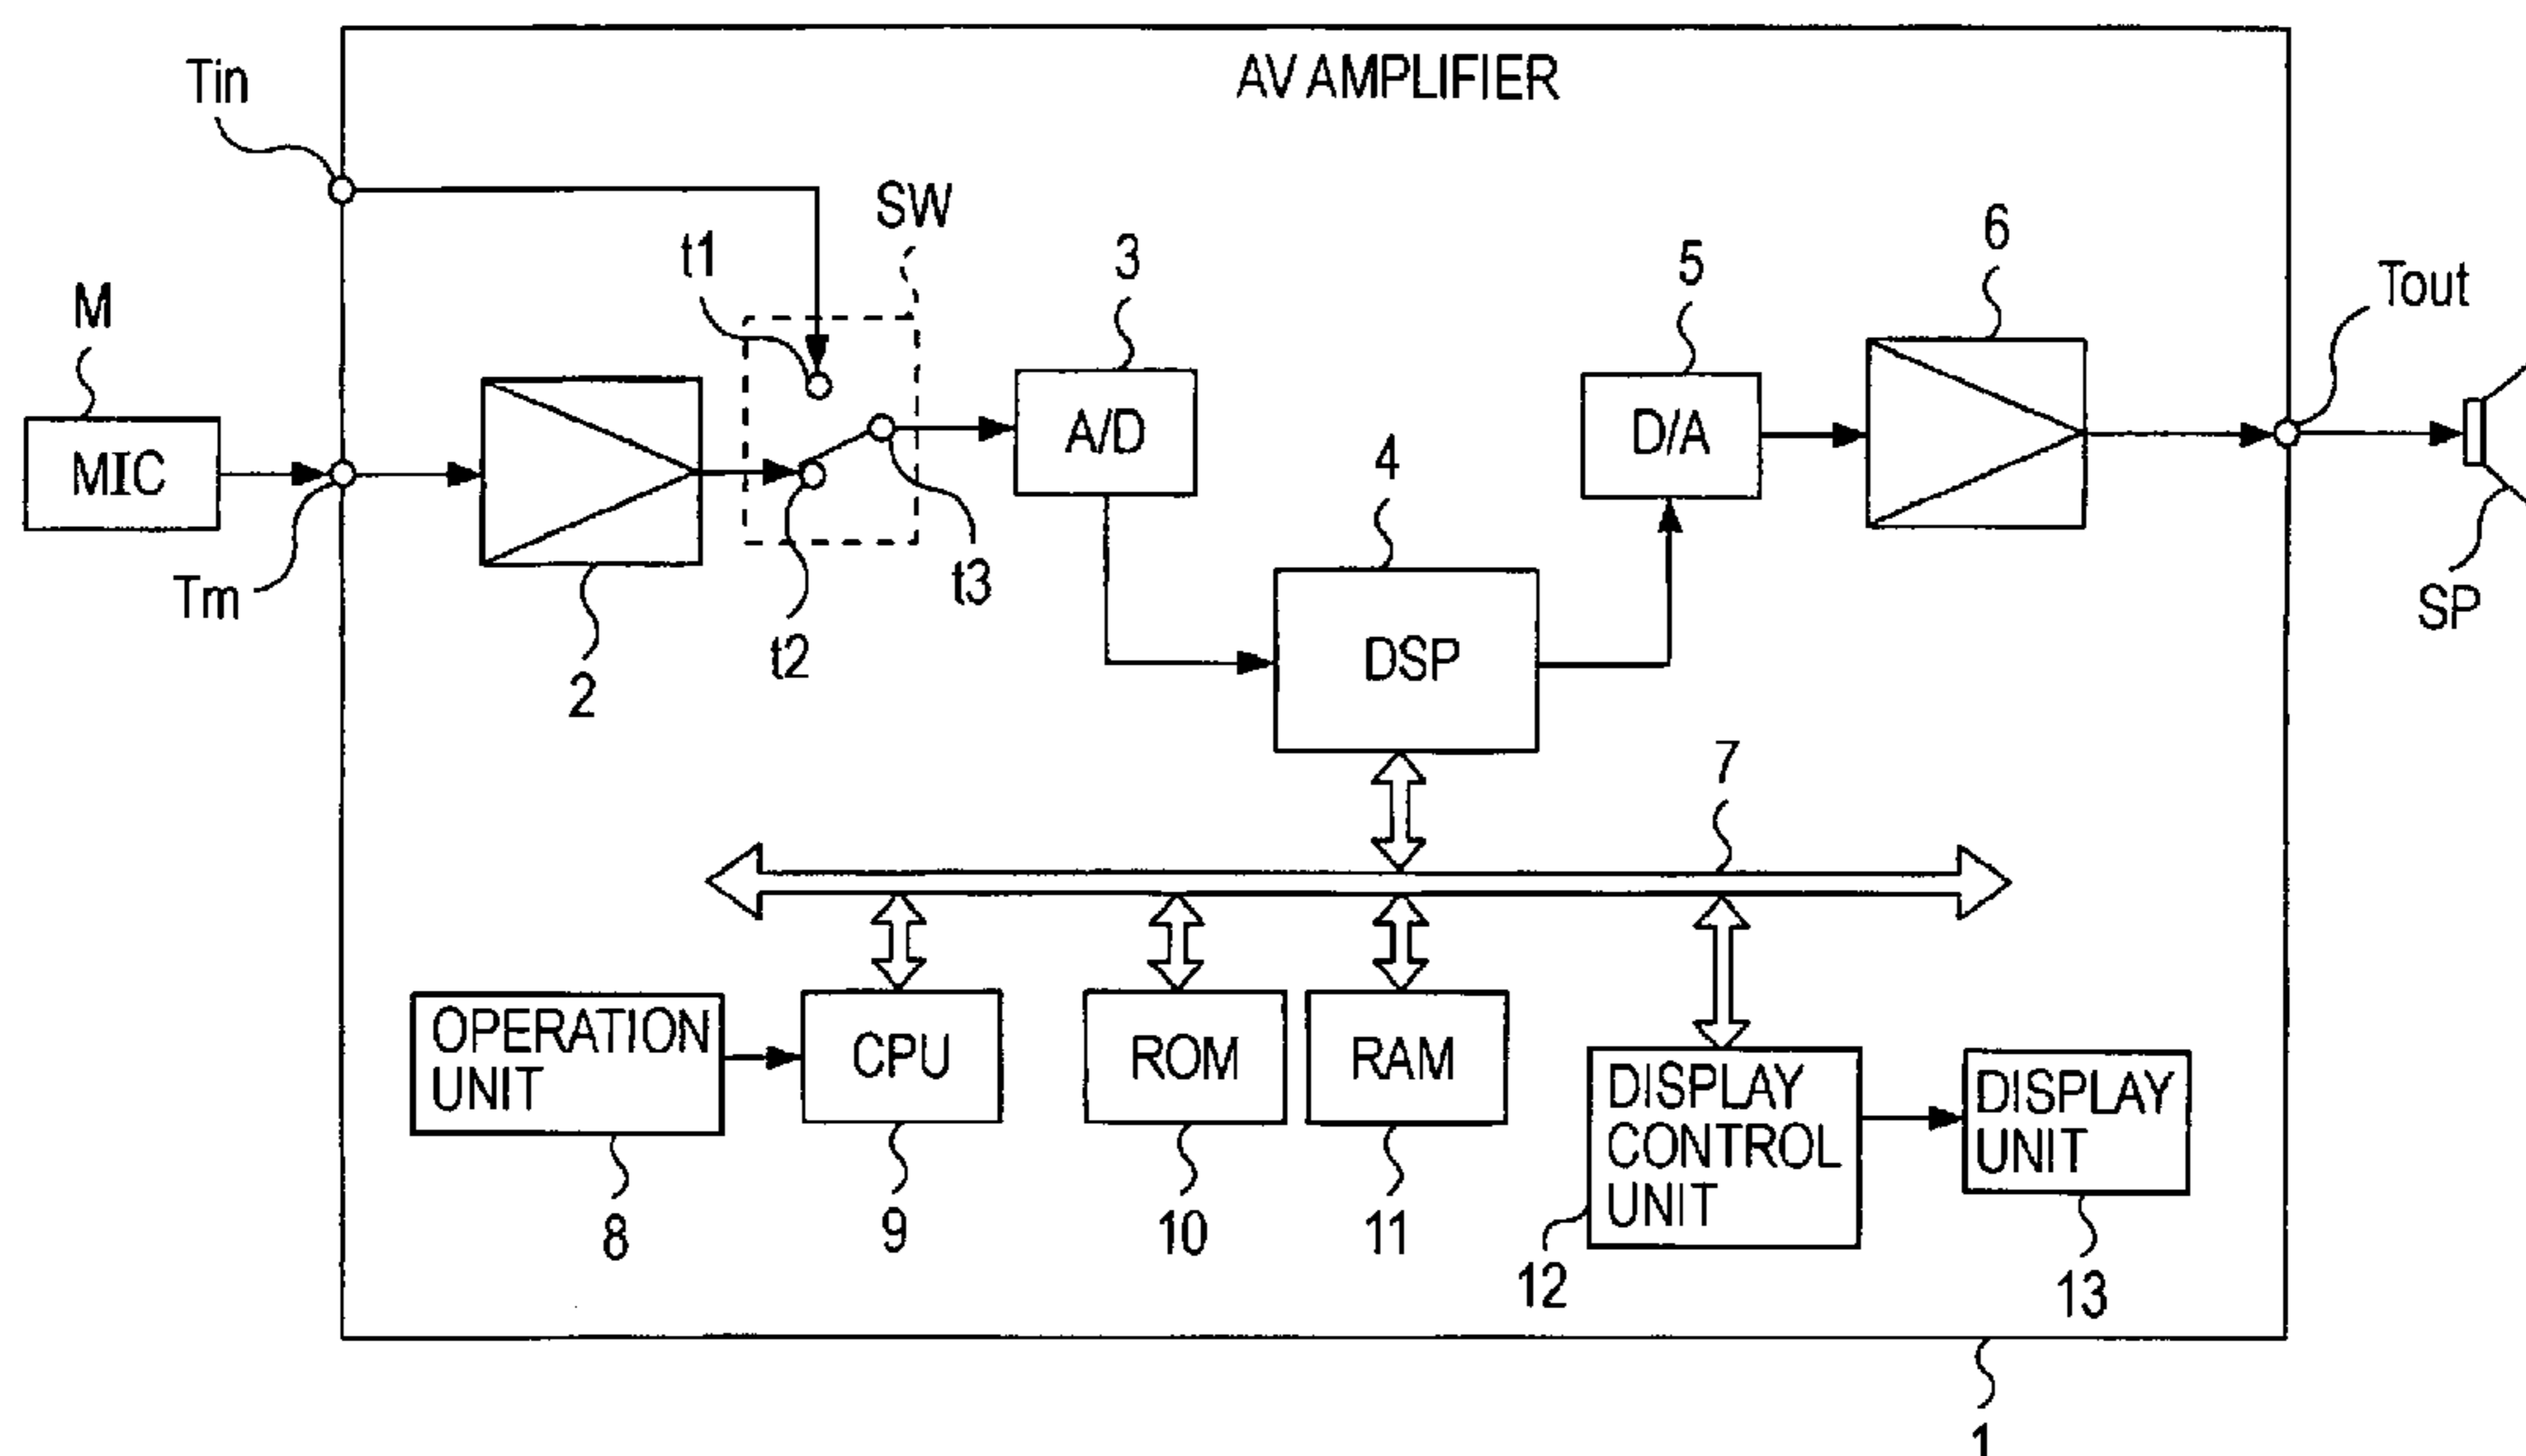 AV AMPLIFIER
Tin
SW
t1
3
5
6
Tout
M
MIC
A/D
D/A
4
Tm
t3
t2
2
DSP
SP
7
OPERATION
UNIT
CPU
ROM
RAM
DISPLAY
CONTROL
UNIT
DISPLAY
UNIT
8
9
10
11
12
13
1